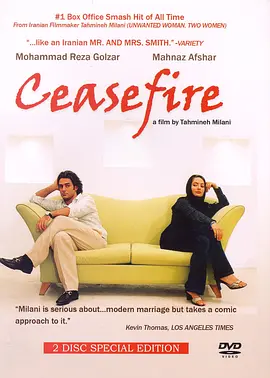 #1 Box Office Smash Hit of All Time
From Iranian Filmmaker Tahmineh Milani (UNWANTED WOMAN, TWO WOMEN)
"...like an Iranian MR. AND MRS. SMITH." -VARIETY
Mohammad Reza Golzar Mahnaz Afshar
Ceasefire
a film by Tahmineh Milani
"Milani is serious about...modern marriage but takes a comic
approach to it."
Kevin Thomas, LOS ANGELES TIMES
2 DISC SPECIAL EDITION
DVD
VIDEO